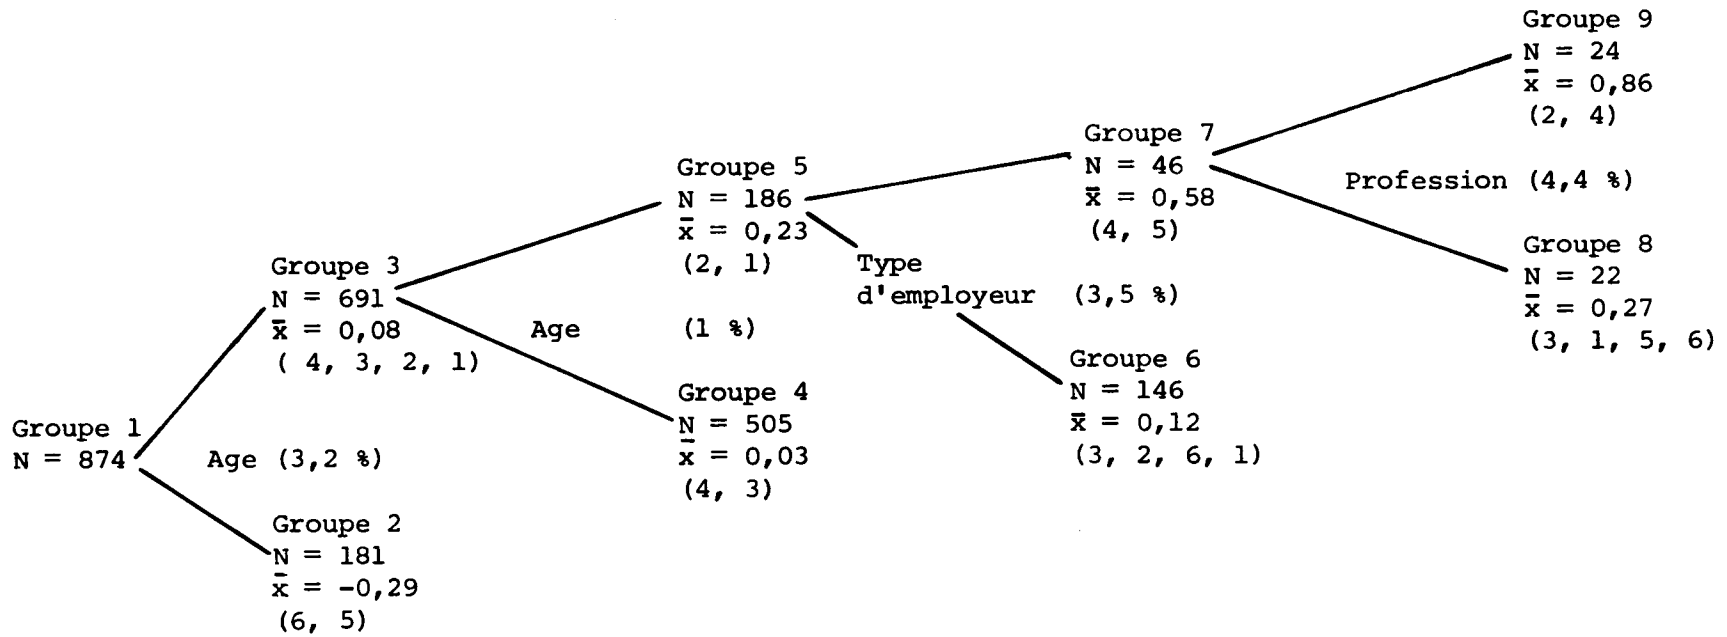 Groupe 9
N = 24
x̄ = 0,86
(2, 4)
Groupe 7
N = 46
x̄ = 0,58
(4, 5)
Profession (4,4 %)
Groupe 8
N = 22
x̄ = 0,27
(3, 1, 5, 6)
Groupe 5
N = 186
x̄ = 0,23
(2, 1)
Type
d'employeur (3,5 %)
Groupe 6
N = 146
x̄ = 0,12
(3, 2, 6, 1)
Groupe 3
N = 691
x̄ = 0,08
( 4, 3, 2, 1)
Age (1 %)
Groupe 4
N = 505
x̄ = 0,03
(4, 3)
Groupe 1
N = 874
Age (3,2 %)
Groupe 2
N = 181
x̄ = -0,29
(6, 5)